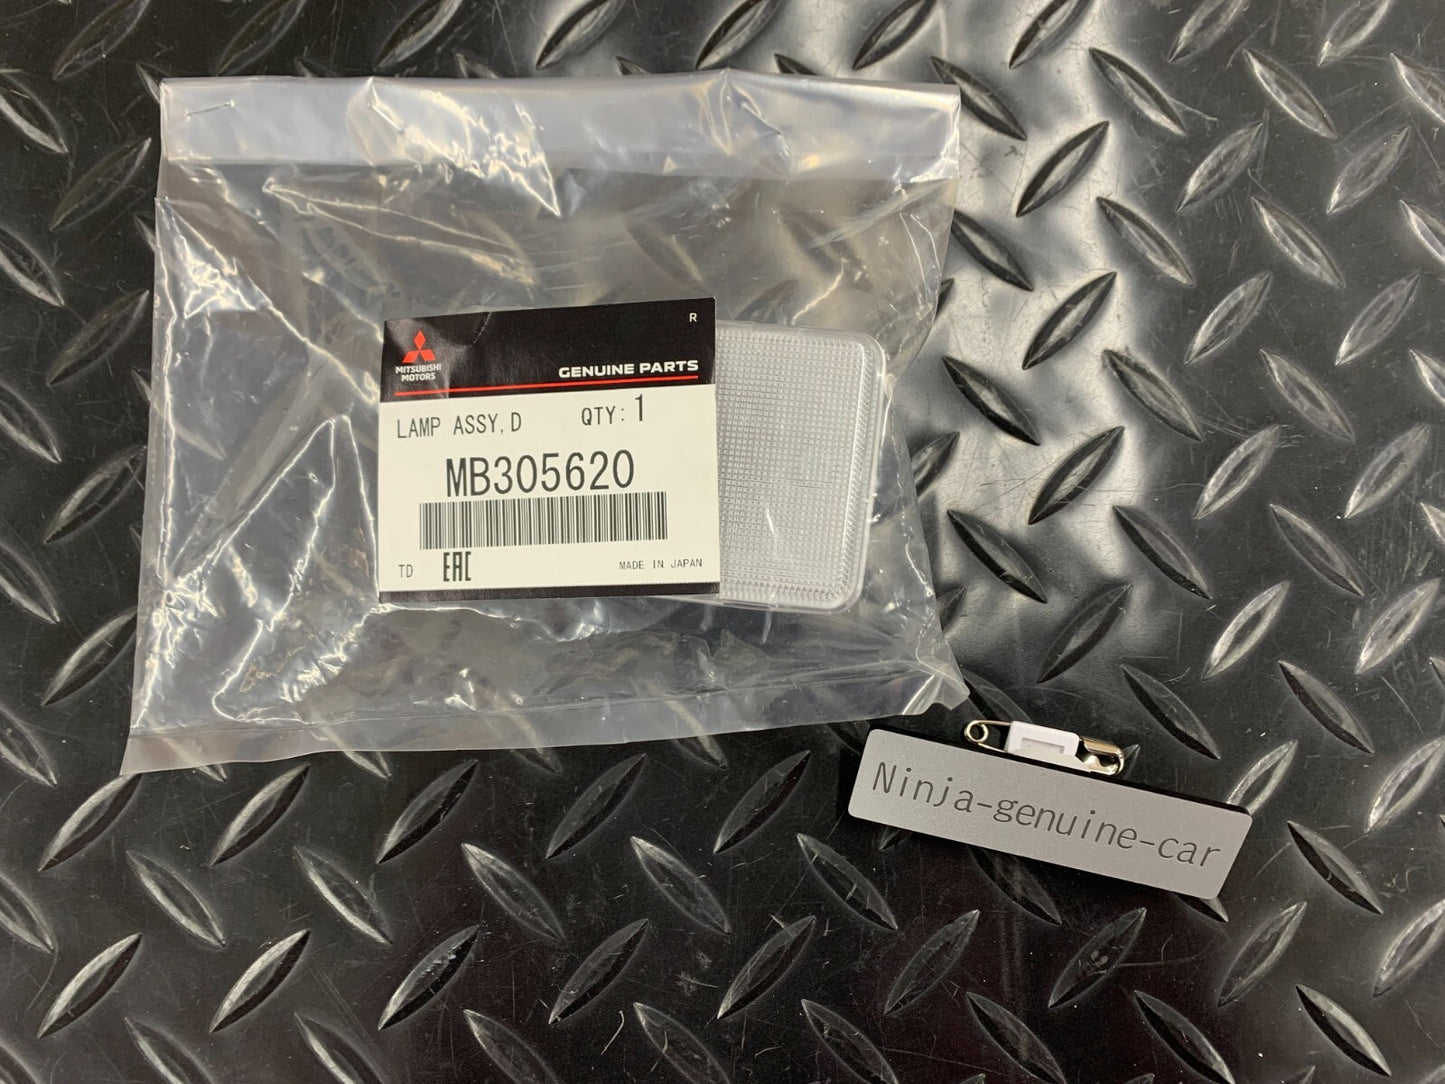 R
MITSUBISHI
MOTORS
GENUINE PARTS
LAMP ASSY,D QTY: 1
MB305620
TD EAC MADE IN JAPAN
Ninja-genuine-car